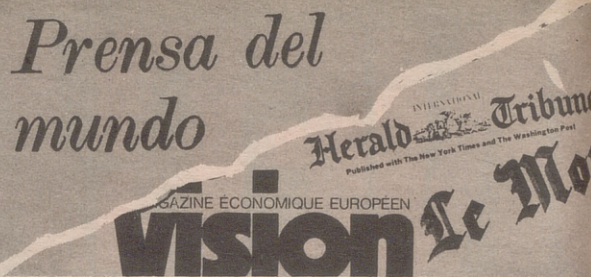 Prensa del
mundo
INTERNATIONAL
Herald Tribune
Published with The New York Times and The Washington Post
GAZINE ÉCONOMIQUE EUROPÉEN
vision
Le Mo